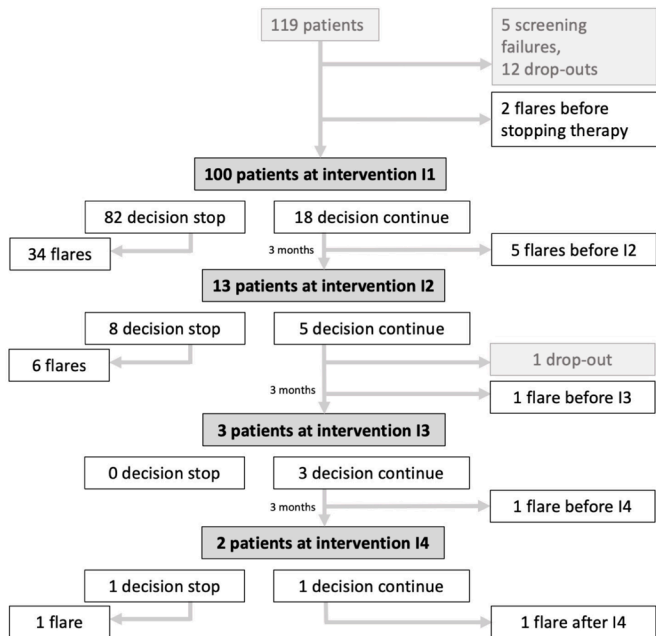 119 patients
5 screening
failures,
12 drop-outs
2 flares before
stopping therapy
100 patients at intervention I1
82 decision stop
18 decision continue
34 flares
3 months
5 flares before I2
13 patients at intervention I2
8 decision stop
5 decision continue
6 flares
1 drop-out
3 months
1 flare before I3
3 patients at intervention I3
0 decision stop
3 decision continue
3 months
1 flare before I4
2 patients at intervention I4
1 decision stop
1 decision continue
1 flare
1 flare after I4